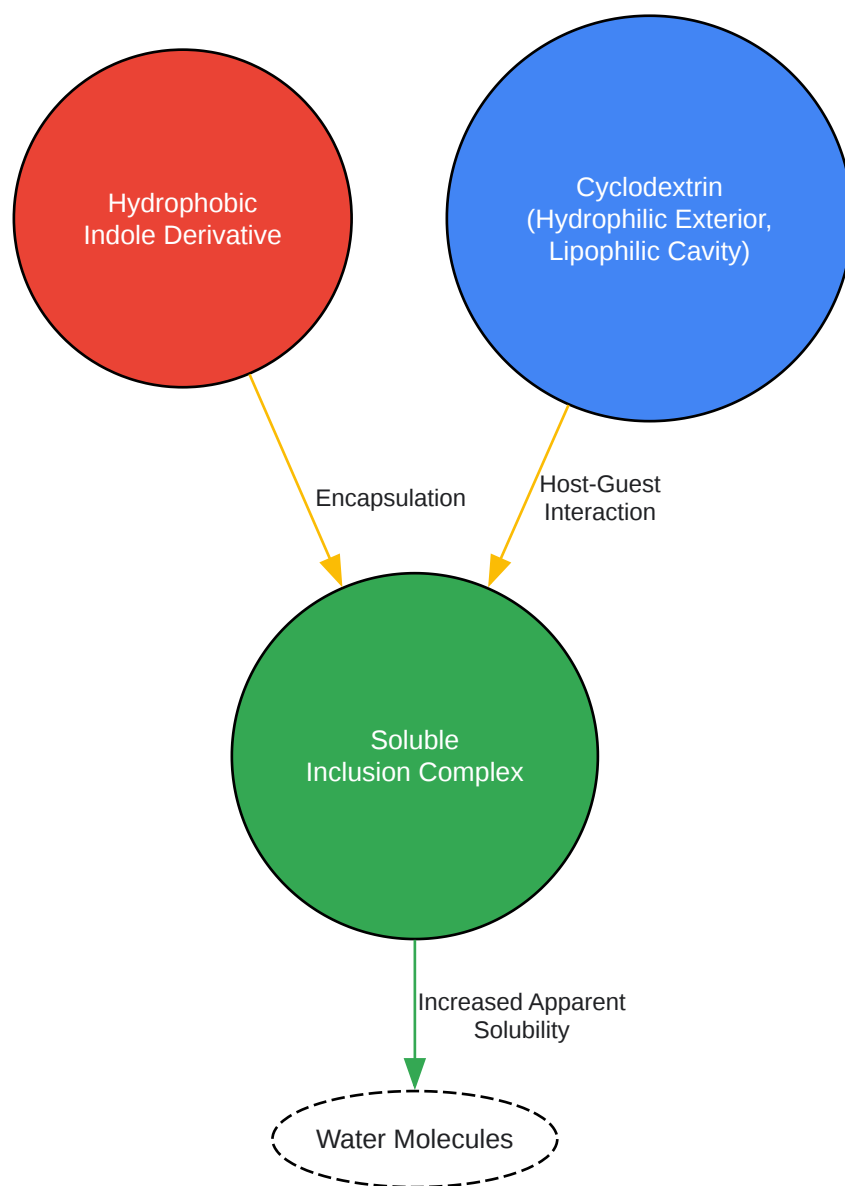 Hydrophobic
Indole Derivative
Cyclodextrin
(Hydrophilic Exterior,
Lipophilic Cavity)
Encapsulation
Host-Guest
Interaction
Soluble
Inclusion Complex
Increased Apparent
Solubility
Water Molecules